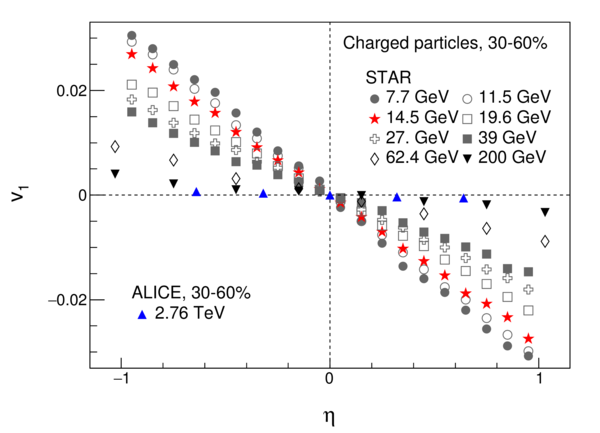 Charged particles, 30-60%
STAR
7.7 GeV 11.5 GeV
14.5 GeV 19.6 GeV
27. GeV 39 GeV
62.4 GeV 200 GeV
0.02
0
−0.02
v1
ALICE, 30-60%
2.76 TeV
−1 0 1
η